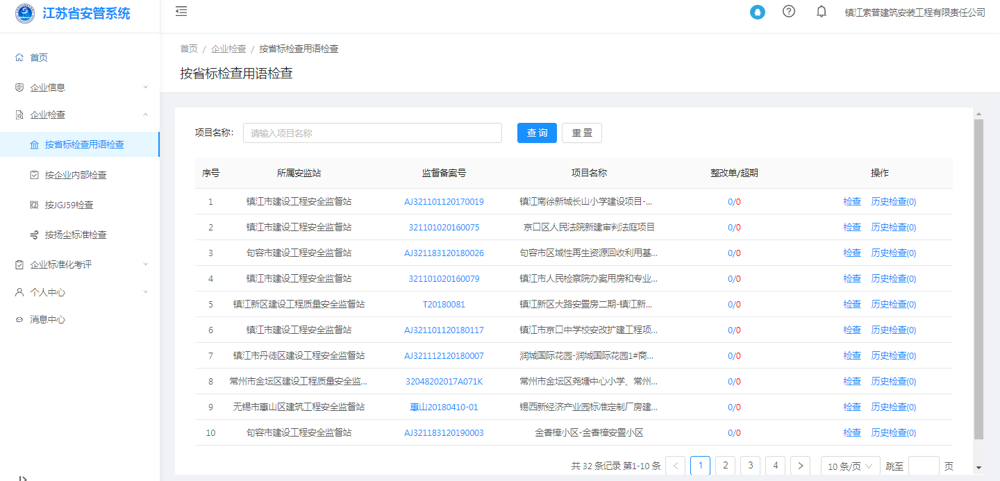 江苏省安管系统
镇江索普建筑安装工程有限责任公司
首页
企业信息
企业检查
按省标检查用语检查
按企业内部检查
按JGJ59检查
按扬尘标准检查
企业标准化考评
个人中心
消息中心
首页 / 企业检查 / 按省标检查用语检查
按省标检查用语检查
项目名称: 请输入项目名称 查询 重置
序号 所属安监站 监督备案号 项目名称 整改单/超期 操作
1 镇江市建设工程安全监督站 AJ321101120170019 镇江南徐新城长山小学建设项目-... 0/0 检查 历史检查(0)
2 镇江市建设工程安全监督站 321101020160075 京口区人民法院新建审判法庭项目 0/0 检查 历史检查(0)
3 句容市建设工程安全监督站 AJ321183120180026 句容市区域性再生资源回收利用基... 0/0 检查 历史检查(0)
4 镇江市建设工程安全监督站 321101020160079 镇江市人民检察院办案用房和专业... 0/0 检查 历史检查(0)
5 镇江新区建设工程质量安全监督站 T20180081 镇江新区大路安置房二期-镇江新... 0/0 检查 历史检查(0)
6 镇江市建设工程安全监督站 AJ321101120180117 镇江市京口中学校安改扩建工程项... 0/0 检查 历史检查(0)
7 镇江市丹徒区建设工程安全监督站 AJ321112120180007 润城国际花园-润城国际花园1#商... 0/0 检查 历史检查(0)
8 常州市金坛区建设工程质量安全监... 32048202017A071K 常州市金坛区尧塘中心小学、常州... 0/0 检查 历史检查(0)
9 无锡市惠山区建筑工程安全监督站 惠山20180410-01 锡西新经济产业园标准定制厂房建... 0/0 检查 历史检查(0)
10 句容市建设工程安全监督站 AJ321183120190003 金香樟小区-金香樟安置小区 0/0 检查 历史检查(0)
共 32 条记录 第1-10 条 < 1 2 3 4 > 10 条/页 跳至 页